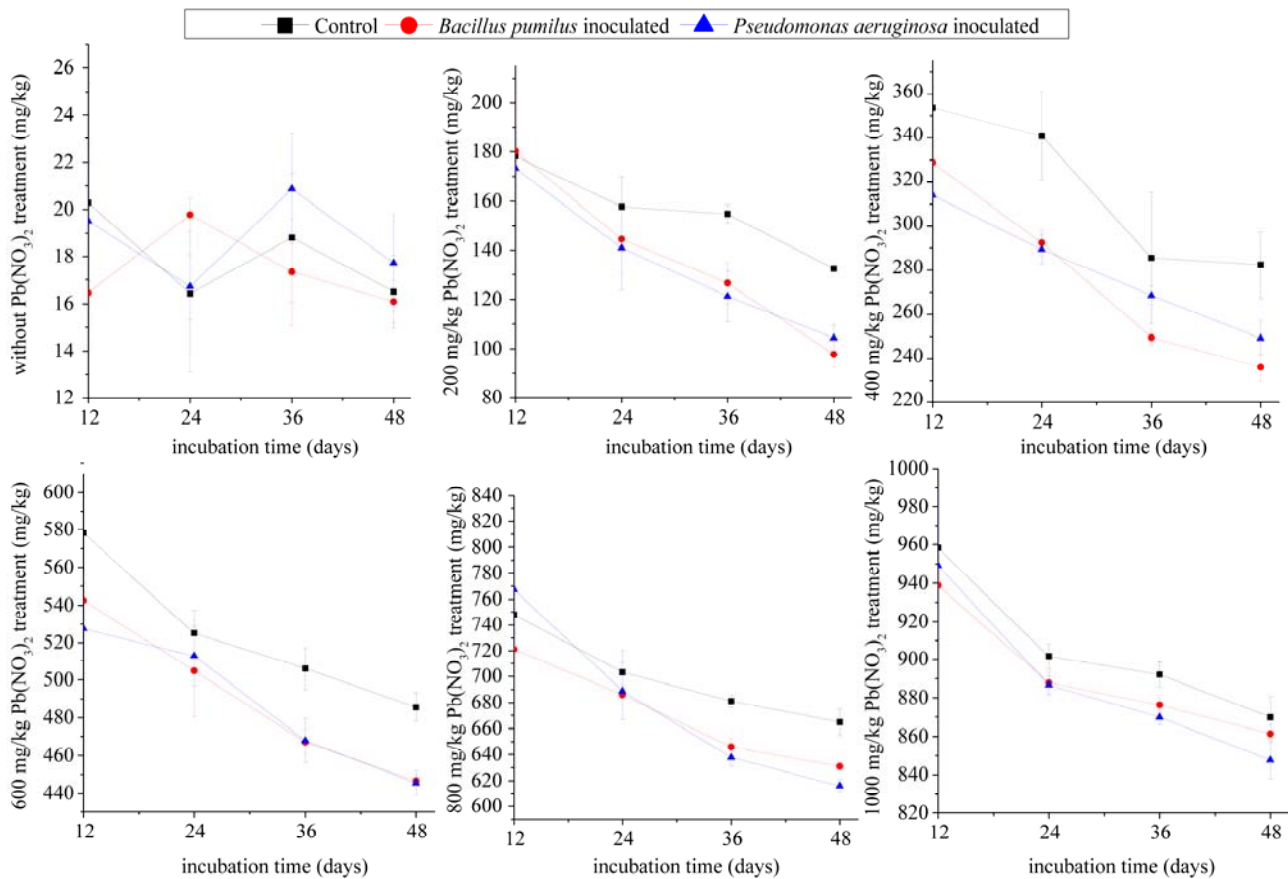 Control Bacillus pumilus inoculated Pseudomonas aeruginosa inoculated
without Pb(NO3)2 treatment (mg/kg)
26
24
22
20
18
16
14
12
12 24 36 48
incubation time (days)
200 mg/kg Pb(NO3)2 treatment (mg/kg)
200
180
160
140
120
100
80
12 24 36 48
incubation time (days)
400 mg/kg Pb(NO3)2 treatment (mg/kg)
360
340
320
300
280
260
240
220
12 24 36 48
incubation time (days)
600 mg/kg Pb(NO3)2 treatment (mg/kg)
600
580
560
540
520
500
480
460
440
12 24 36 48
incubation time (days)
800 mg/kg Pb(NO3)2 treatment (mg/kg)
840
820
800
780
760
740
720
700
680
660
640
620
600
12 24 36 48
incubation time (days)
1000 mg/kg Pb(NO3)2 treatment (mg/kg)
1000
980
960
940
920
900
880
860
840
820
12 24 36 48
incubation time (days)